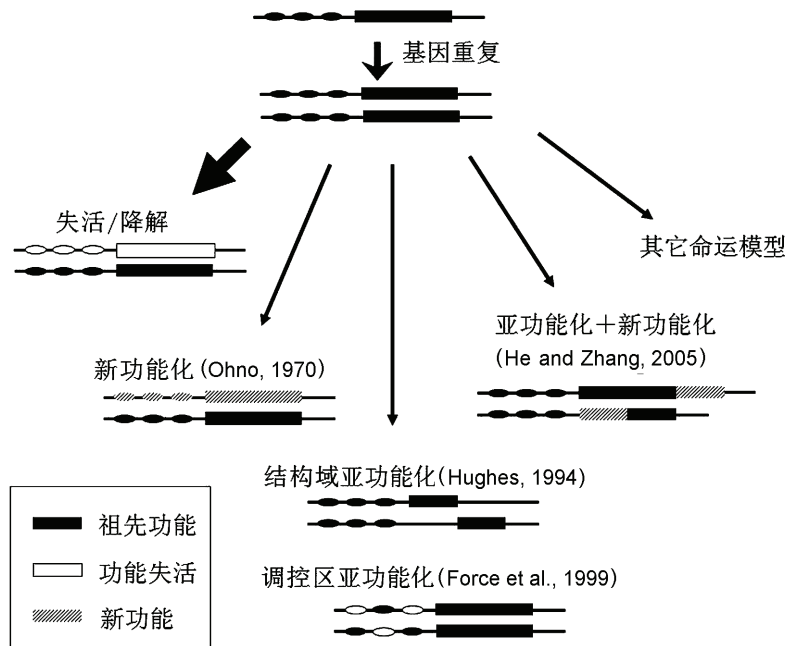 基因重复
失活/降解
其它命运模型
亚功能化+新功能化
(He and Zhang, 2005)
新功能化(Ohno, 1970)
结构域亚功能化(Hughes, 1994)
调控区亚功能化(Force et al., 1999)
祖先功能
功能失活
新功能